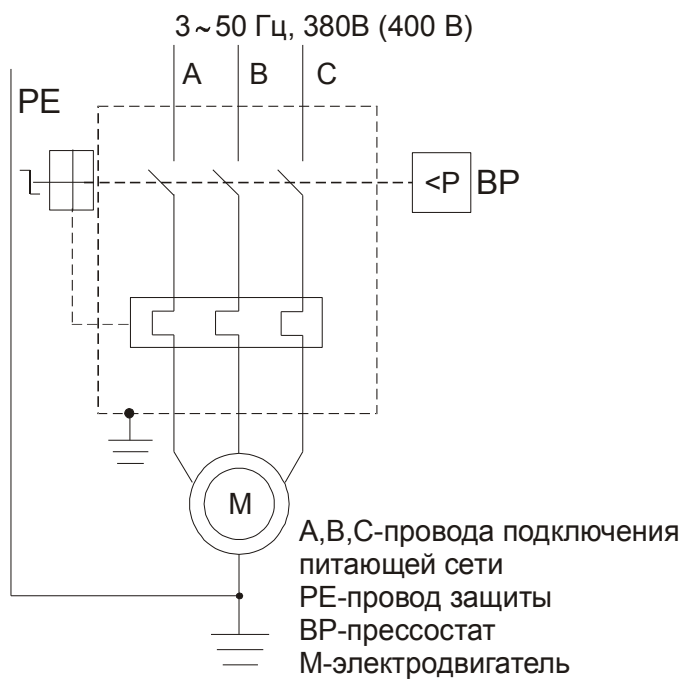 3~50 Гц, 380В (400 В)
A B C
PE
<P BP
M
A,B,C-провода подключения
питающей сети
PE-провод защиты
BP-прессостат
M-электродвигатель